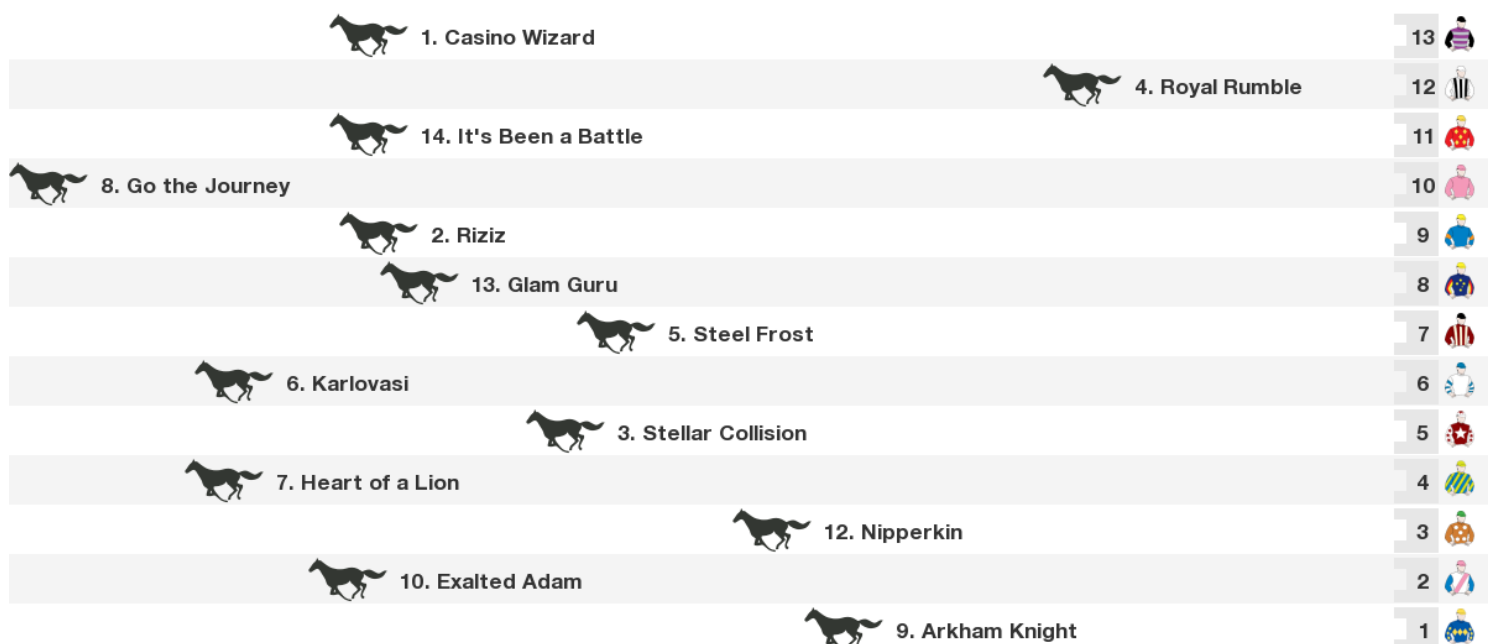 1. Casino Wizard 13
4. Royal Rumble 12
14. It's Been a Battle 11
8. Go the Journey 10
2. Riziz 9
13. Glam Guru 8
5. Steel Frost 7
6. Karlovasi 6
3. Stellar Collision 5
7. Heart of a Lion 4
12. Nipperkin 3
10. Exalted Adam 2
9. Arkham Knight 1